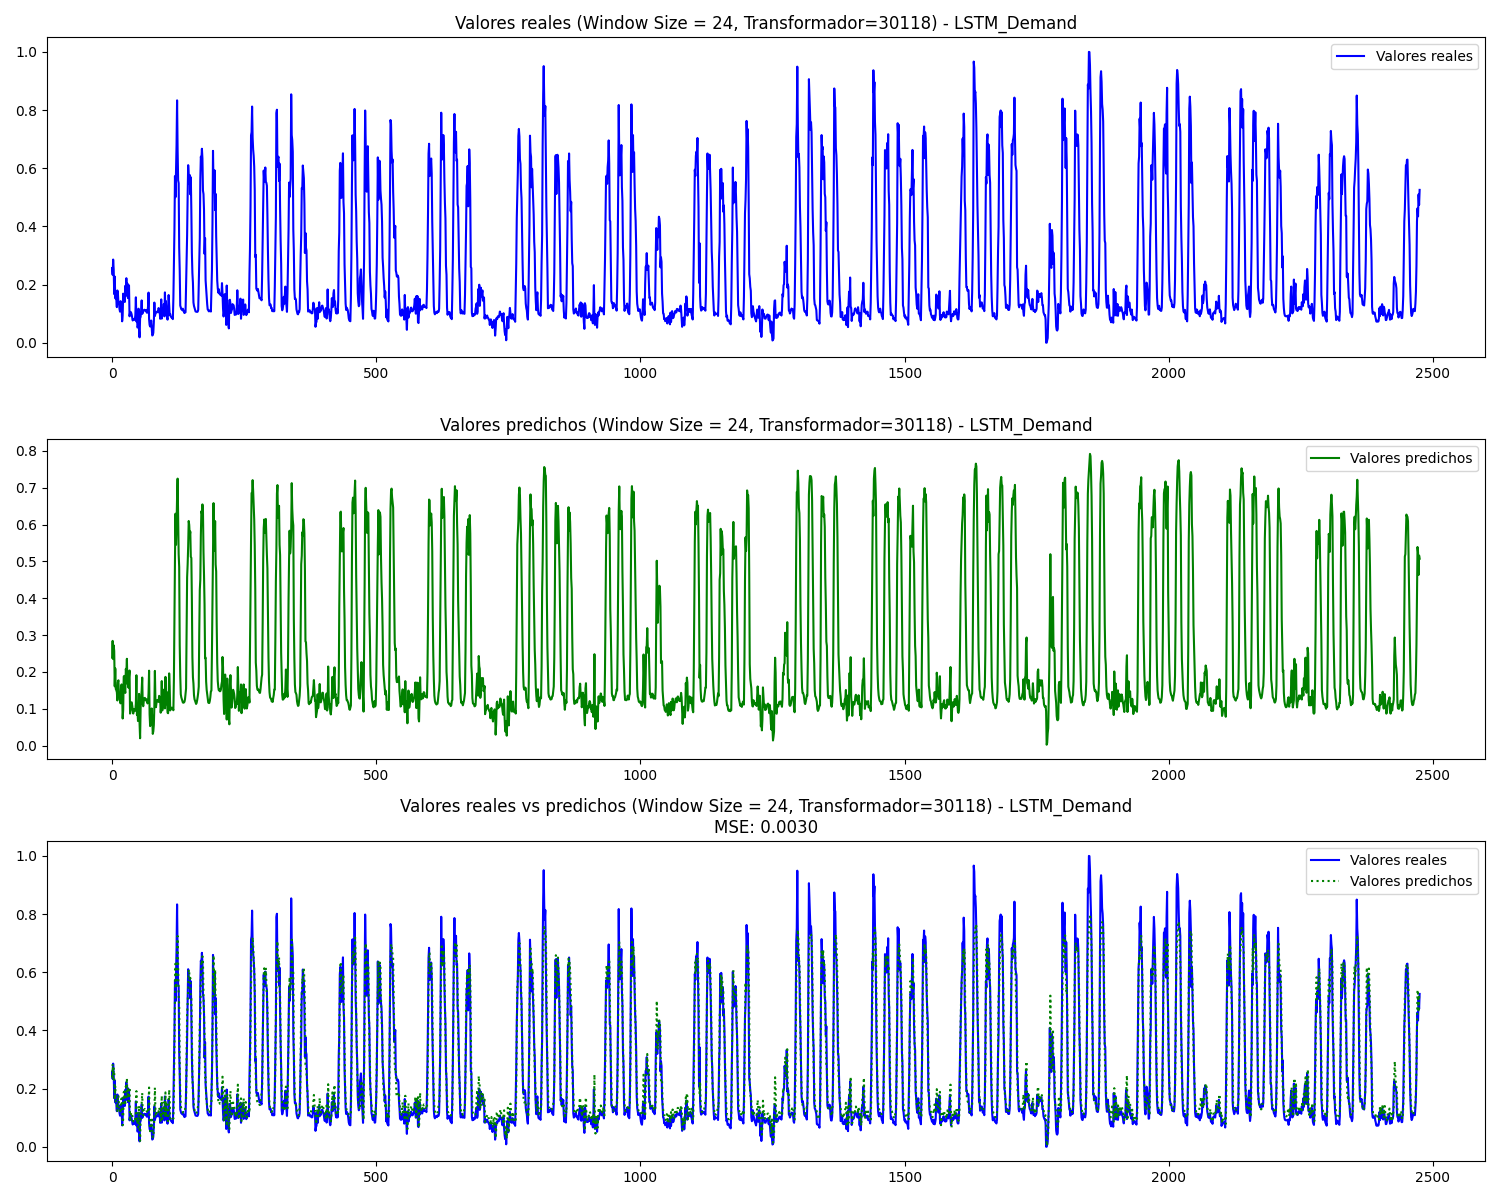 Valores reales (Window Size = 24, Transformador=30118) - LSTM_Demand
Valores reales
1.0
0.8
0.6
0.4
0.2
0.0
0 500 1000 1500 2000 2500
Valores predichos (Window Size = 24, Transformador=30118) - LSTM_Demand
Valores predichos
0.8
0.7
0.6
0.5
0.4
0.3
0.2
0.1
0.0
0 500 1000 1500 2000 2500
Valores reales vs predichos (Window Size = 24, Transformador=30118) - LSTM_Demand
MSE: 0.0030
Valores reales
Valores predichos
1.0
0.8
0.6
0.4
0.2
0.0
0 500 1000 1500 2000 2500